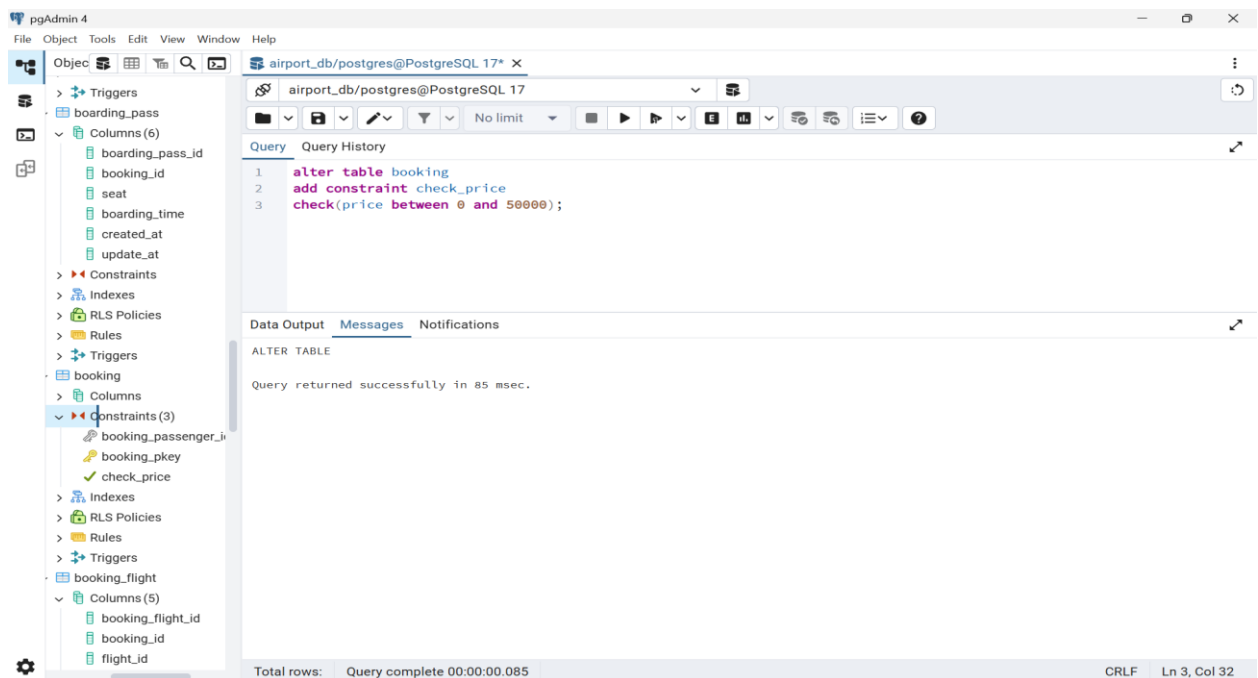 pgAdmin 4
File Object Tools Edit View Window Help
Objec
airport_db/postgres@PostgreSQL 17*
airport_db/postgres@PostgreSQL 17
No limit
E
Query Query History
1 alter table booking
2 add constraint check_price
3 check(price between 0 and 50000);
Data Output Messages Notifications
ALTER TABLE
Query returned successfully in 85 msec.
Triggers
boarding_pass
Columns (6)
boarding_pass_id
booking_id
seat
boarding_time
created_at
update_at
Constraints
Indexes
RLS Policies
Rules
Triggers
booking
Columns
Constraints (3)
booking_passenger_i
booking_pkey
check_price
Indexes
RLS Policies
Rules
Triggers
booking_flight
Columns (5)
booking_flight_id
booking_id
flight_id
Total rows: Query complete 00:00:00.085 CRLF Ln 3, Col 32